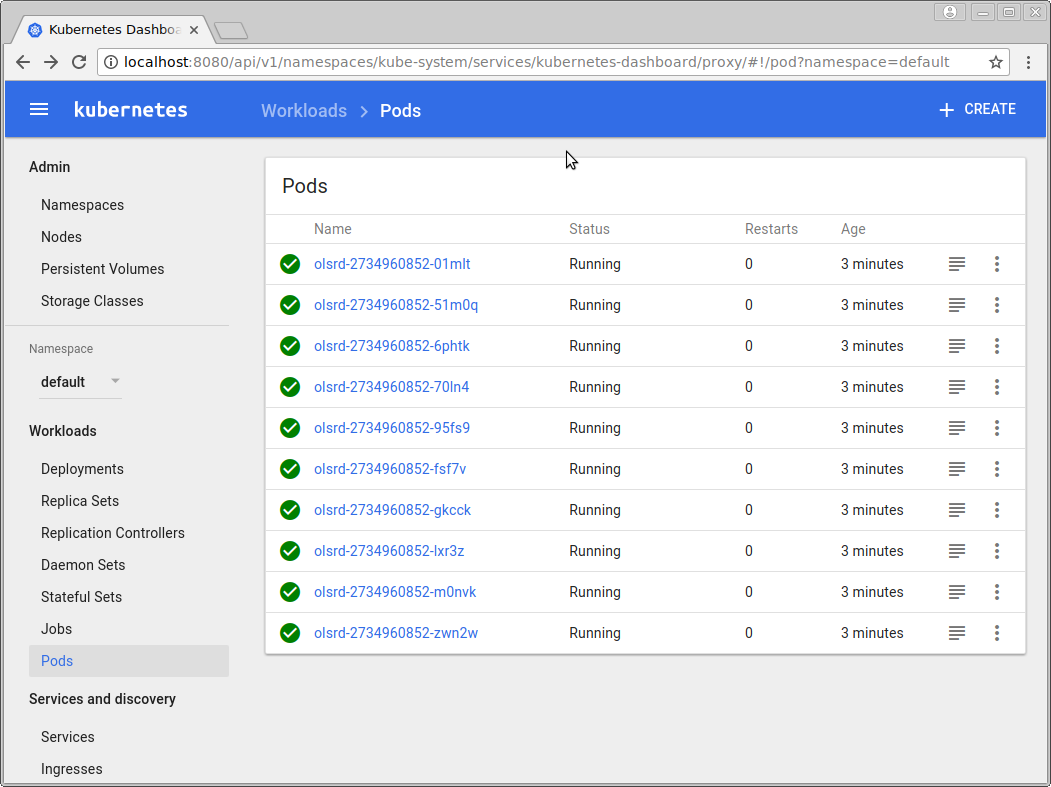 Kubernetes Dashboa
localhost:8080/api/v1/namespaces/kube-system/services/kubernetes-dashboard/proxy/#!/pod?namespace=default
kubernetes Workloads > Pods + CREATE
Admin
Namespaces
Nodes
Persistent Volumes
Storage Classes
Namespace
default
Workloads
Deployments
Replica Sets
Replication Controllers
Daemon Sets
Stateful Sets
Jobs
Pods
Services and discovery
Services
Ingresses
Pods
Name Status Restarts Age
olsrd-2734960852-01mlt Running 0 3 minutes
olsrd-2734960852-51m0q Running 0 3 minutes
olsrd-2734960852-6phtk Running 0 3 minutes
olsrd-2734960852-70ln4 Running 0 3 minutes
olsrd-2734960852-95fs9 Running 0 3 minutes
olsrd-2734960852-fsf7v Running 0 3 minutes
olsrd-2734960852-gkcck Running 0 3 minutes
olsrd-2734960852-lxr3z Running 0 3 minutes
olsrd-2734960852-m0nvk Running 0 3 minutes
olsrd-2734960852-zwn2w Running 0 3 minutes